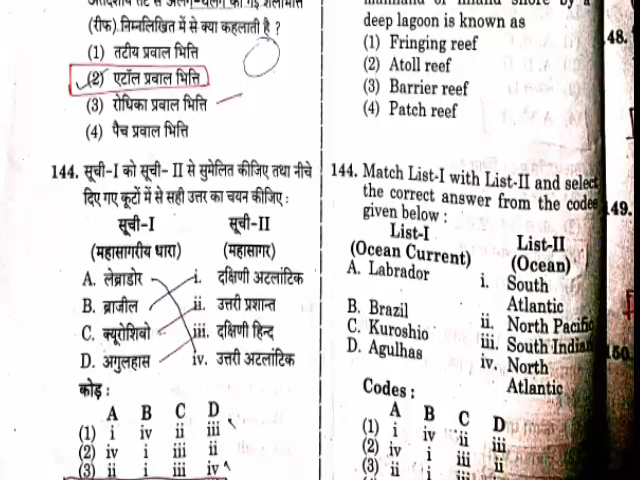 (रीफ) निम्नलिखित में से क्या कहलाती है ?
(1) तटीय प्रवाल भित्ति
(2) एटॉल प्रवाल भित्ति
(3) रोधिका प्रवाल भित्ति
(4) पैच प्रवाल भित्ति
144. सूची-I को सूची- II से सुमेलित कीजिए तथा नीचे
दिए गए कूटों में से सही उत्तर का चयन कीजिए :
सूची-I सूची-II
(महासागरीय धारा) (महासागर)
A. लेब्राडोर i. दक्षिणी अटलांटिक
B. ब्राजील ii. उत्तरी प्रशान्त
C. क्यूरोशिवो iii. दक्षिणी हिन्द
D. अगुलहास iv. उत्तरी अटलांटिक
कोड :
A B C D
(1) i iv ii iii
(2) iv i iii ii
(3) ii i iii iv
deep lagoon is known as
(1) Fringing reef
(2) Atoll reef
(3) Barrier reef
(4) Patch reef
144. Match List-I with List-II and select
the correct answer from the codes
given below :
List-I List-II
(Ocean Current) (Ocean)
A. Labrador i. South
Atlantic
B. Brazil ii. North Pacific
C. Kuroshio iii. South Indian
D. Agulhas iv. North
Atlantic
Codes :
A B C D
(1) i iv ii iii
(2) iv i iii ii
(3) ii i iii
48.
149.
150